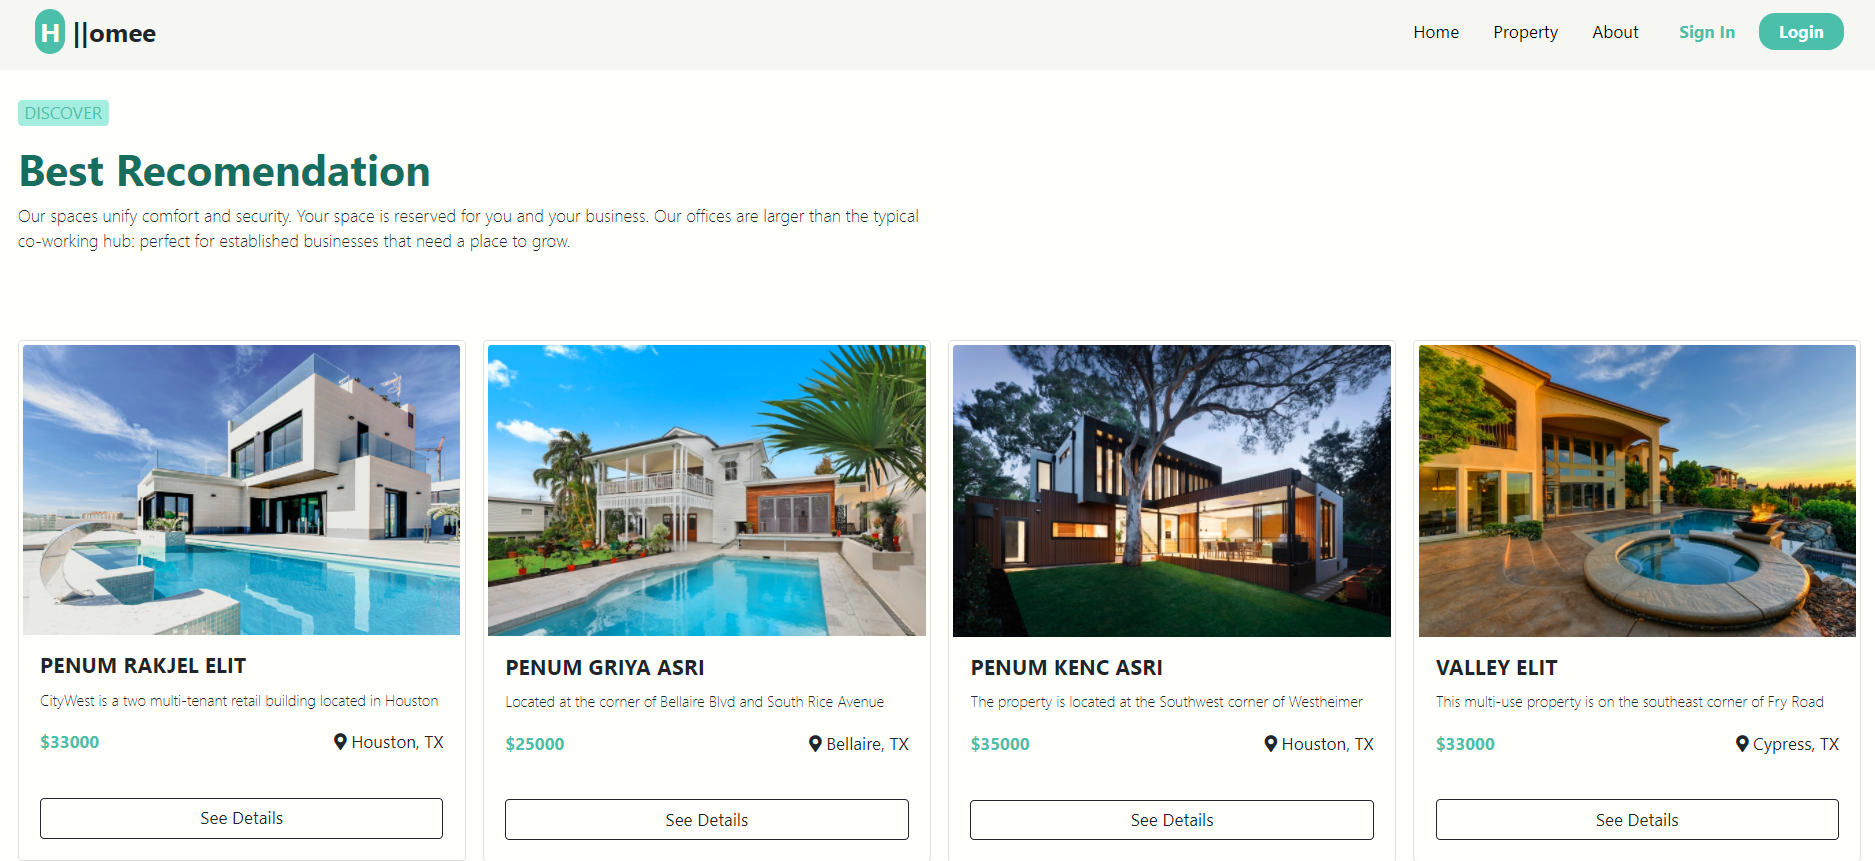 H ||omee
Home Property About Sign In Login
DISCOVER
Best Recomendation
Our spaces unify comfort and security. Your space is reserved for you and your business. Our offices are larger than the typical
co-working hub: perfect for established businesses that need a place to grow.
PENUM RAKJEL ELIT
CityWest is a two multi-tenant retail building located in Houston
$33000 Houston, TX
See Details
PENUM GRIYA ASRI
Located at the corner of Bellaire Blvd and South Rice Avenue
$25000 Bellaire, TX
See Details
PENUM KENC ASRI
The property is located at the Southwest corner of Westheimer
$35000 Houston, TX
See Details
VALLEY ELIT
This multi-use property is on the southeast corner of Fry Road
$33000 Cypress, TX
See Details